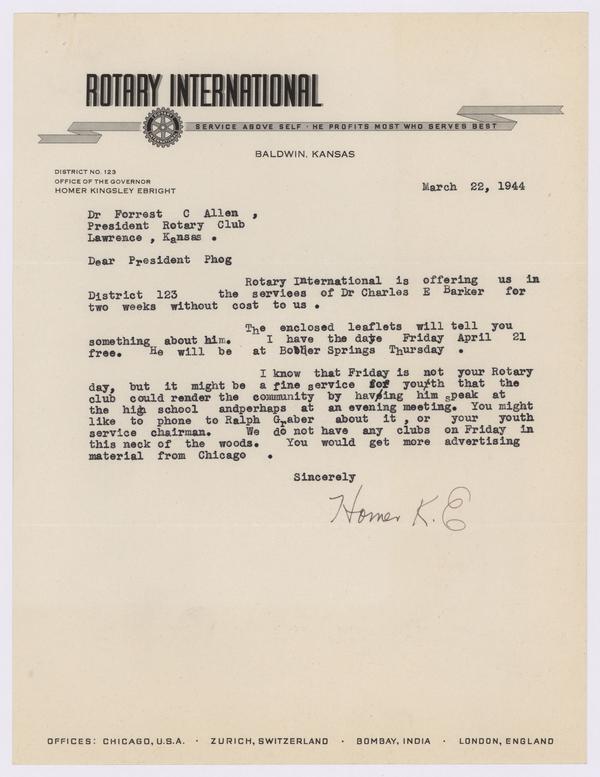 ROTARY INTERNATIONAL
SERVICE ABOVE SELF · HE PROFITS MOST WHO SERVES BEST
BALDWIN, KANSAS
DISTRICT NO. 123
OFFICE OF THE GOVERNOR
HOMER KINGSLEY EBRIGHT
March 22, 1944
Dr Forrest C Allen ,
President Rotary Club
Lawrence , Kansas .
Dear President Phog
Rotary International is offering us in
District 123 the serviees of Dr Charles E Barker for
two weeks without cost to us .
The enclosed leaflets will tell you
something about him. I have the date Friday April 21
free. He will be at Bonner Springs Thursday .
I know that Friday is not your Rotary
day, but it might be a fine service for youth that the
club could render the community by having him speak at
the high school andperhaps at an evening meeting. You might
like to phone to Ralph Graber about it , or your youth
service chairman. We do not have any clubs on Friday in
this neck of the woods. You would get more advertising
material from Chicago .
Sincerely
Homer K. E
OFFICES: CHICAGO, U.S.A. · ZURICH, SWITZERLAND · BOMBAY, INDIA · LONDON, ENGLAND